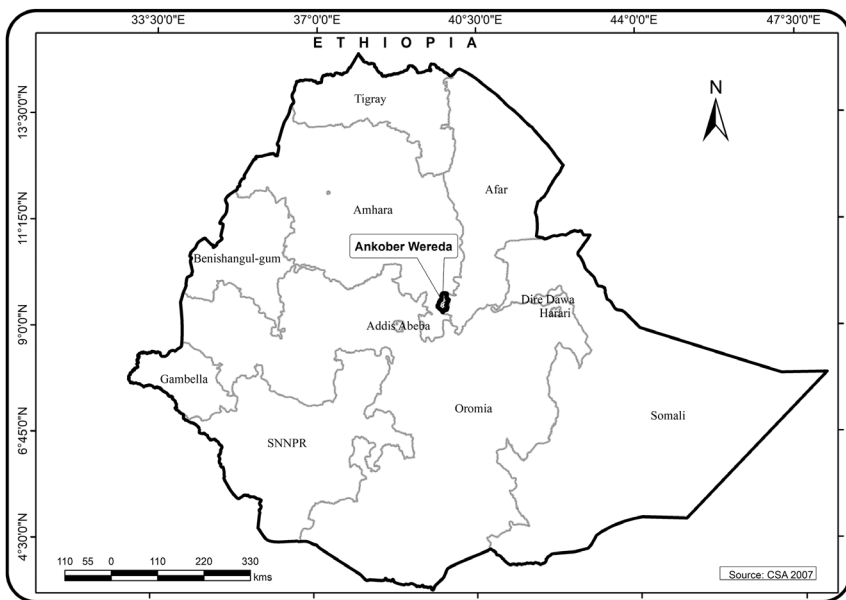 33°30'0"E 37°0'0"E 40°30'0"E 44°0'0"E 47°30'0"E
E T H I O P I A
N
13°30'0"N
Tigray
Afar
11°15'0"N
Amhara
Ankober Wereda
Benishangul-gum
Dire Dawa
Harari
9°0'0"N
Addis Abeba
Gambella
Oromia
Somali
6°45'0"N
SNNPR
4°30'0"N
110 55 0 110 220 330
kms
Source: CSA 2007